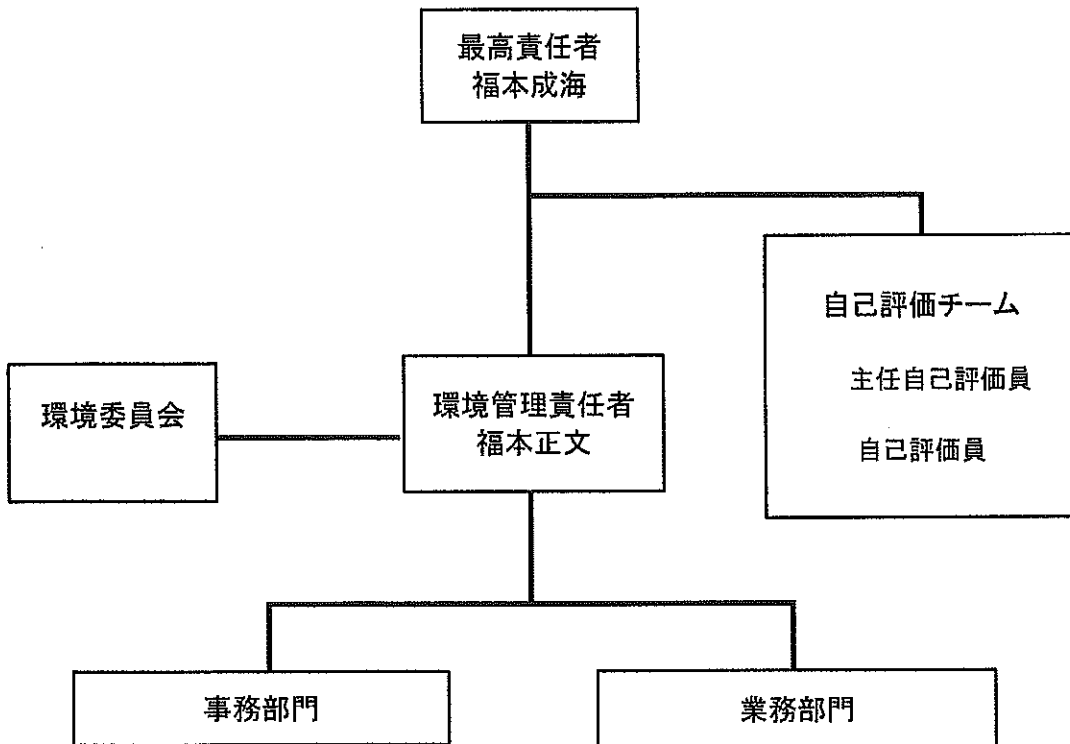 最高責任者
福本成海
自己評価チーム
主任自己評価員
自己評価員
環境委員会
環境管理責任者
福本正文
事務部門
業務部門